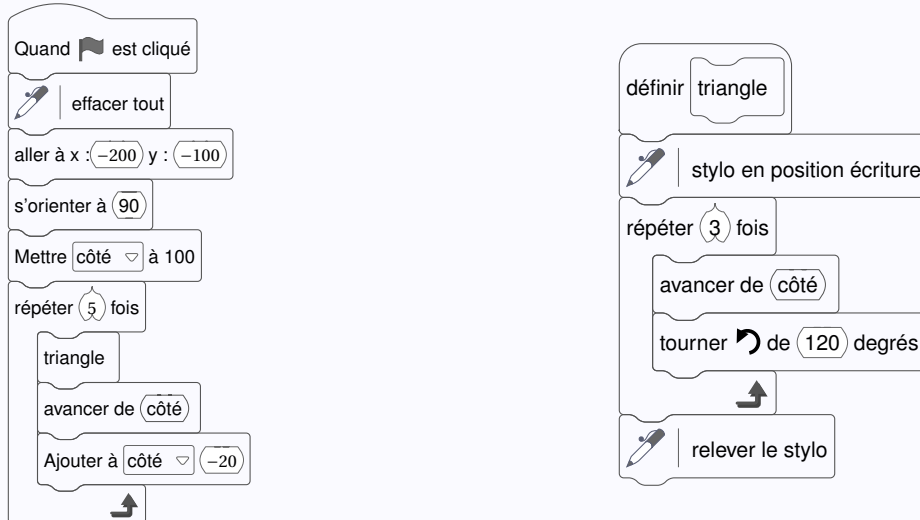 Quand est cliqué
effacer tout
aller à x : −200 y : −100
s'orienter à 90
Mettre côté à 100
répéter 5 fois
triangle
avancer de côté
Ajouter à côté −20
définir triangle
stylo en position écriture
répéter 3 fois
avancer de côté
tourner de 120 degrés
relever le stylo